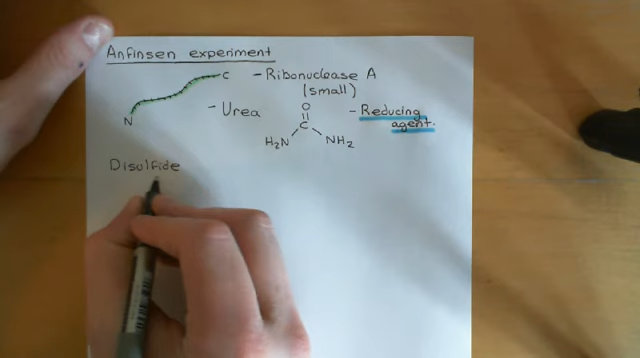 Anfinsen experiment
C
- Ribonuclease A
(small)
N
- Urea
O
C
H₂N
NH₂
- Reducing
agent.
Disulfide